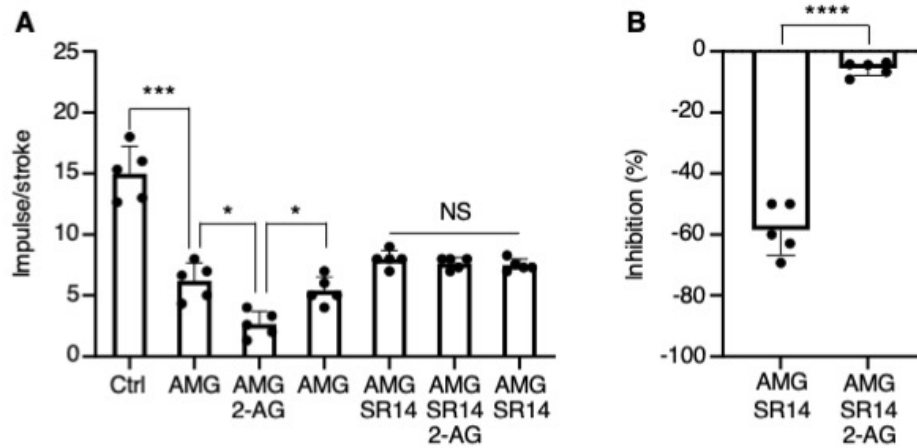 A
Impulse/stroke
25
20
15
10
5
0
***
*
*
NS
Ctrl
AMG
AMG
2-AG
AMG
AMG
SR14
AMG
SR14
2-AG
AMG
SR14
B
Inhibition (%)
0
-20
-40
-60
-80
-100
****
AMG
SR14
AMG
SR14
2-AG